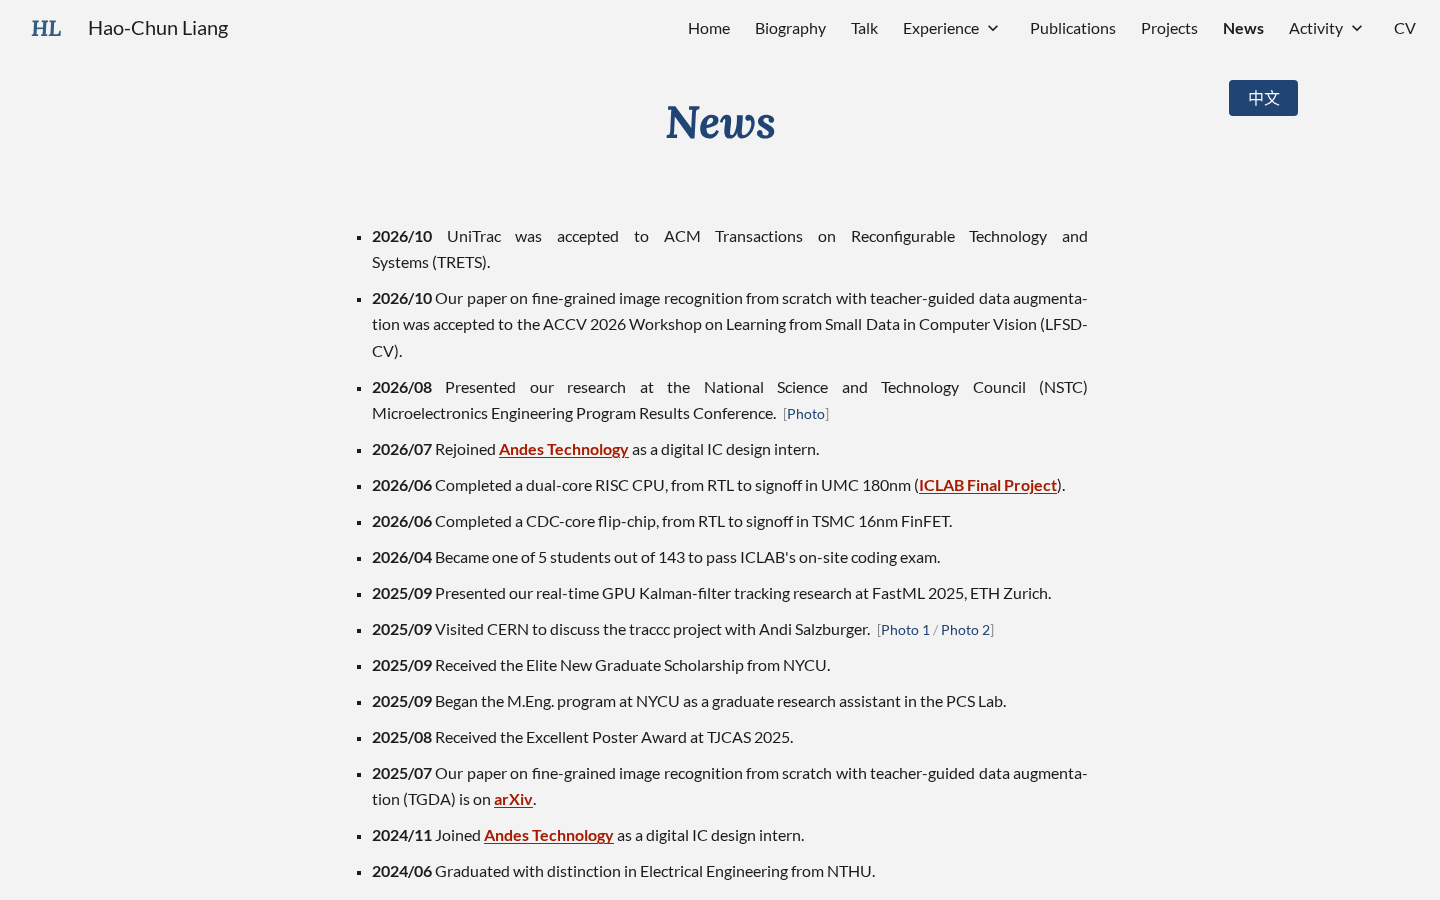 HL Hao-Chun Liang Home Biography Talk Experience Publications Projects News Activity CV
中文
News
2026/10 UniTrac was accepted to ACM Transactions on Reconfigurable Technology and
Systems (TRETS).
2026/10 Our paper on fine-grained image recognition from scratch with teacher-guided data augmenta-
tion was accepted to the ACCV 2026 Workshop on Learning from Small Data in Computer Vision (LFSD-
CV).
2026/08 Presented our research at the National Science and Technology Council (NSTC)
Microelectronics Engineering Program Results Conference. [Photo]
2026/07 Rejoined Andes Technology as a digital IC design intern.
2026/06 Completed a dual-core RISC CPU, from RTL to signoff in UMC 180nm (ICLAB Final Project).
2026/06 Completed a CDC-core flip-chip, from RTL to signoff in TSMC 16nm FinFET.
2026/04 Became one of 5 students out of 143 to pass ICLAB's on-site coding exam.
2025/09 Presented our real-time GPU Kalman-filter tracking research at FastML 2025, ETH Zurich.
2025/09 Visited CERN to discuss the traccc project with Andi Salzburger. [Photo 1 / Photo 2]
2025/09 Received the Elite New Graduate Scholarship from NYCU.
2025/09 Began the M.Eng. program at NYCU as a graduate research assistant in the PCS Lab.
2025/08 Received the Excellent Poster Award at TJCAS 2025.
2025/07 Our paper on fine-grained image recognition from scratch with teacher-guided data augmenta-
tion (TGDA) is on arXiv.
2024/11 Joined Andes Technology as a digital IC design intern.
2024/06 Graduated with distinction in Electrical Engineering from NTHU.